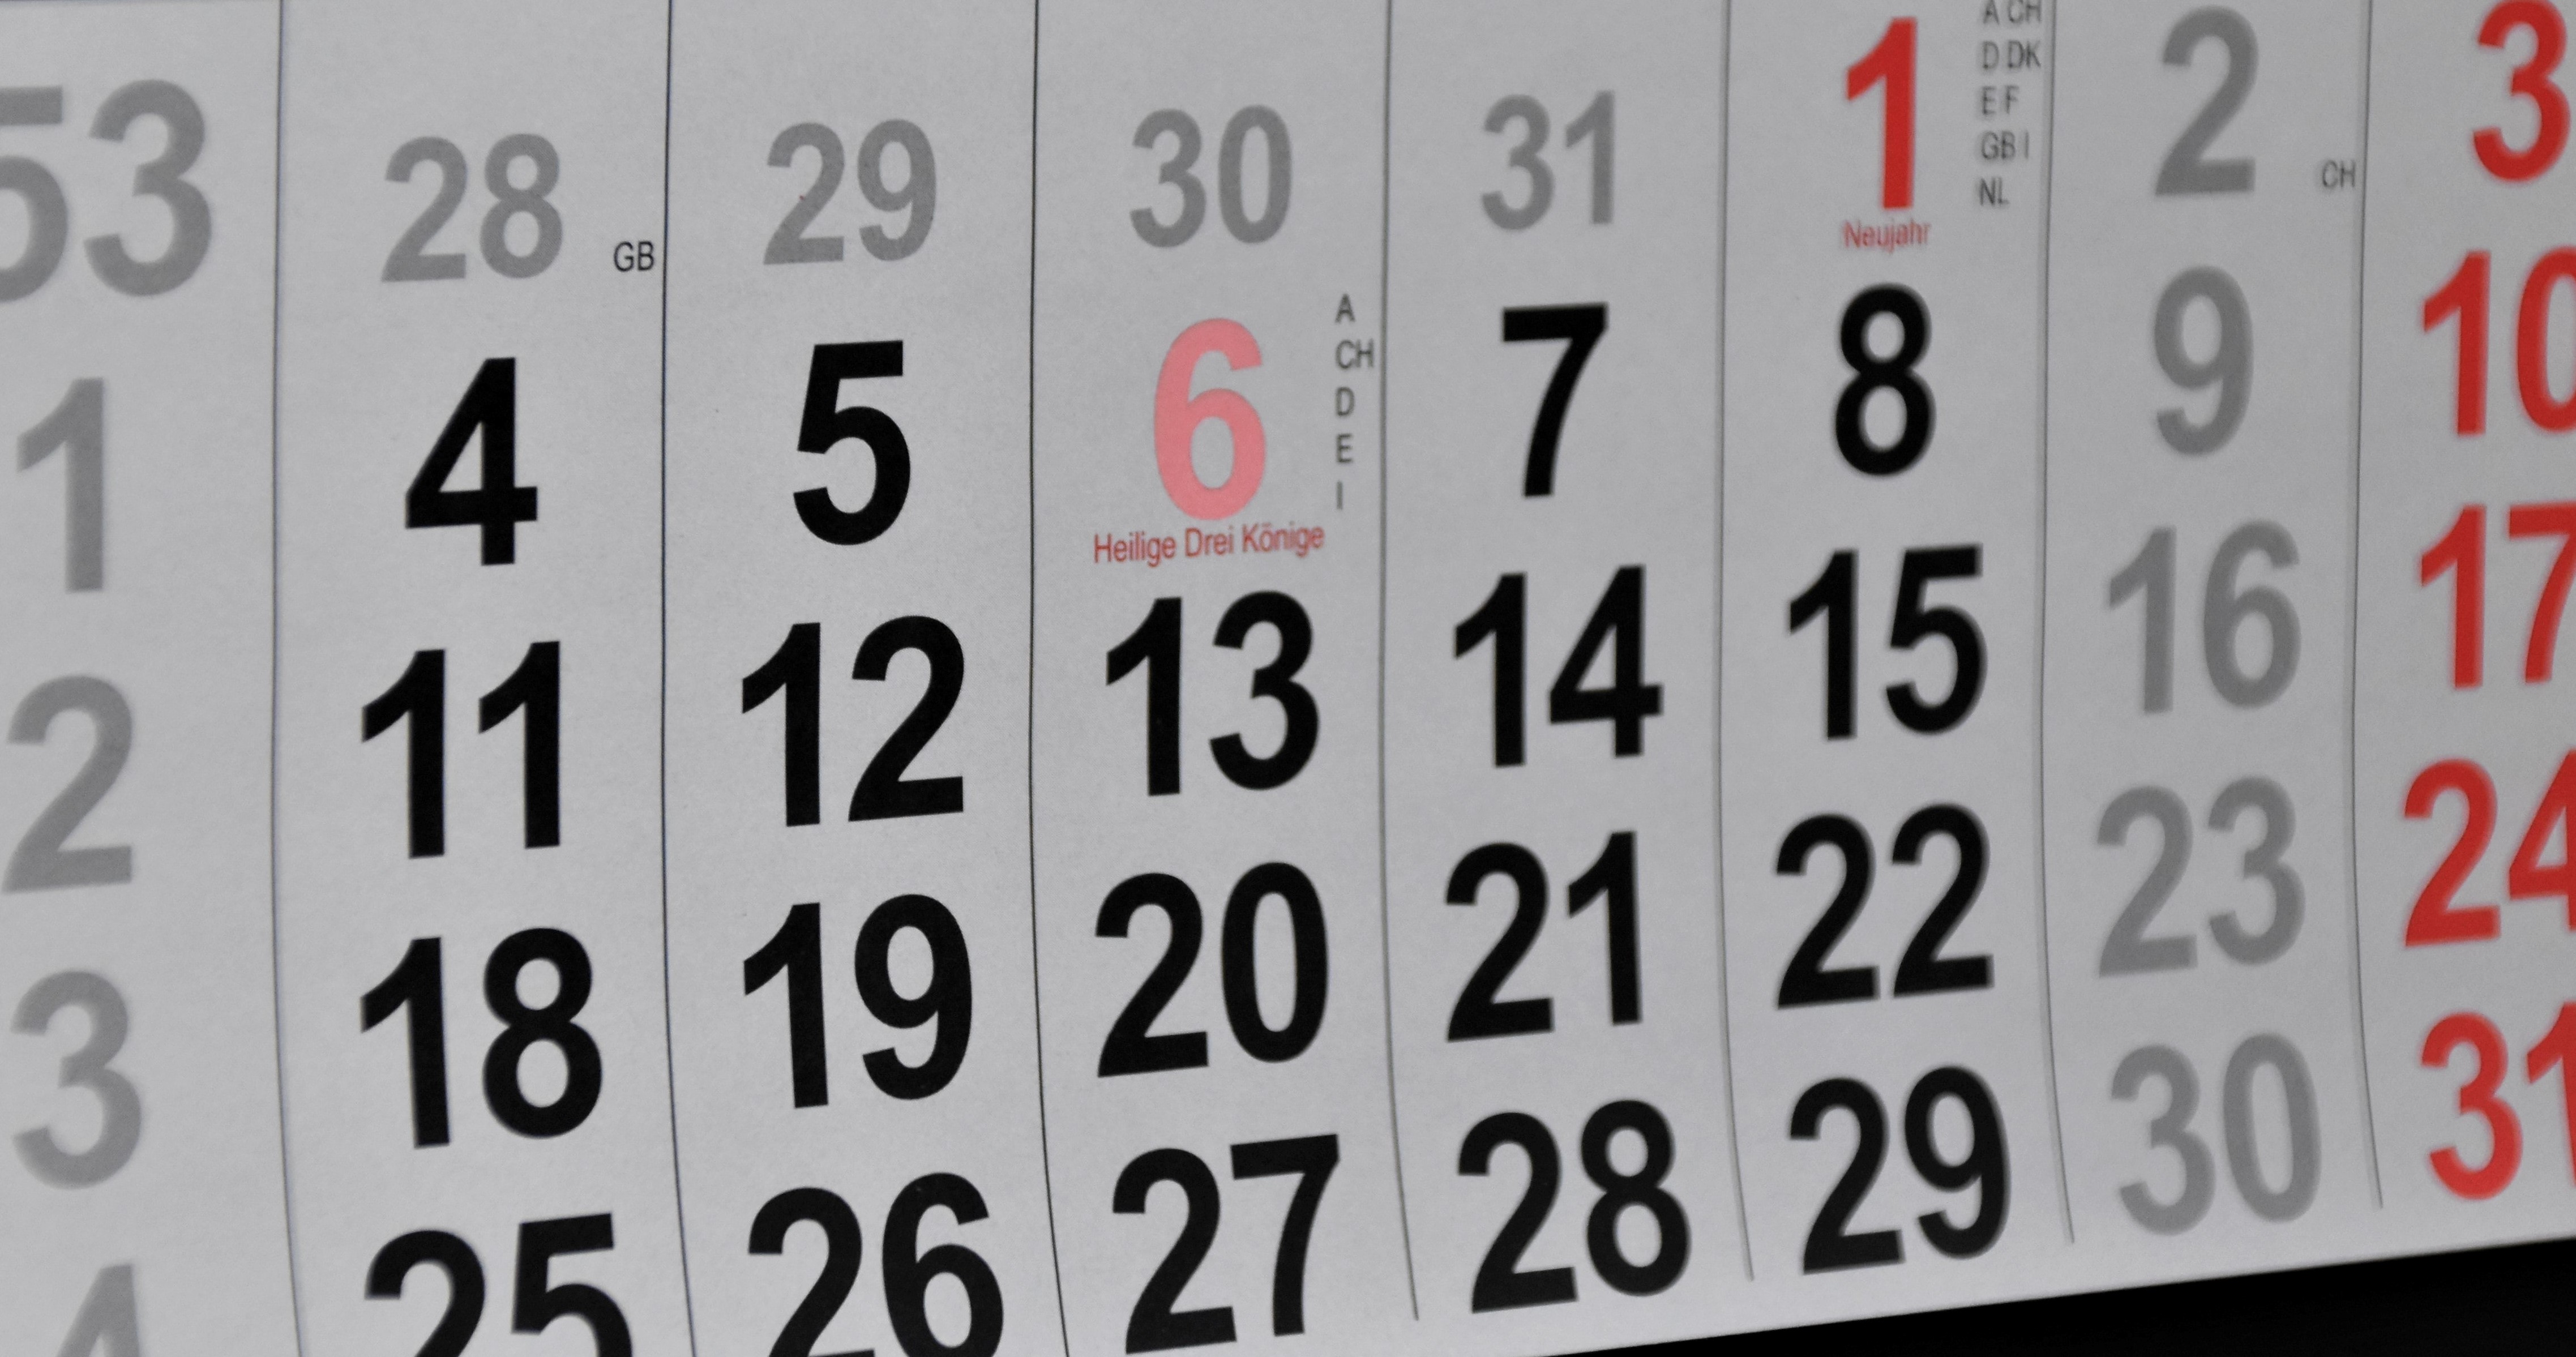 53 28 GB 29 30 31 1 A CH D DK E F GB I NL 2 CH 3
Neujahr
1 4 5 6 A CH D E I 7 8 9 10
Heilige Drei Könige
2 11 12 13 14 15 16 17
3 18 19 20 21 22 23 24
4 25 26 27 28 29 30 31